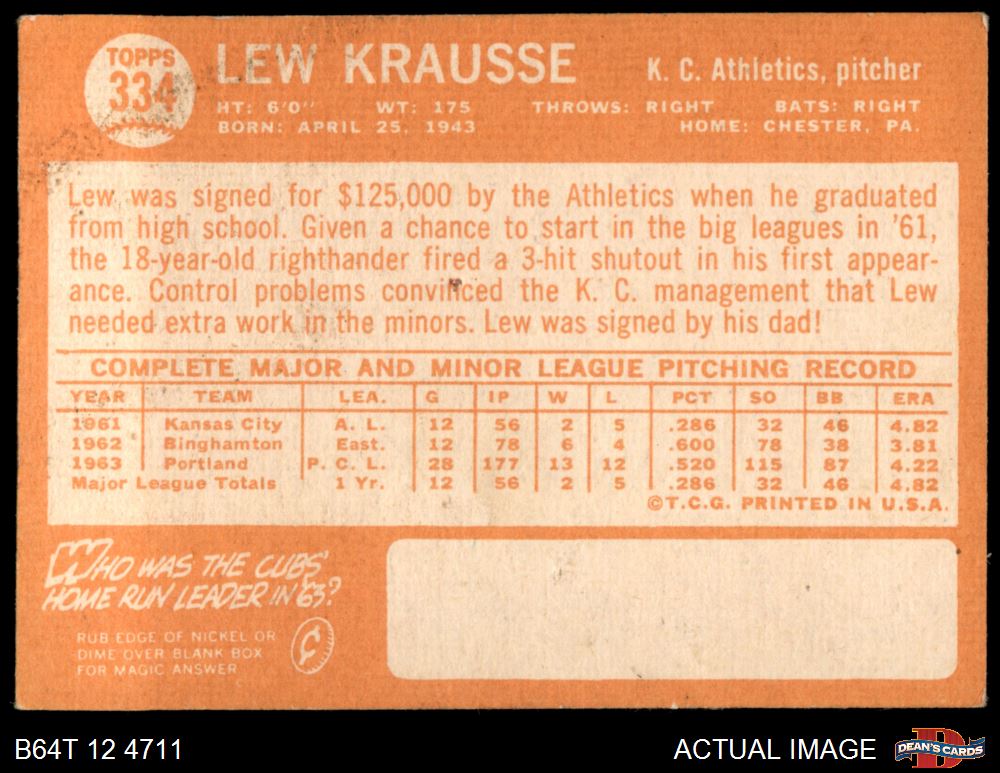 TOPPS
334
LEW KRAUSSE
K. C. Athletics, pitcher
HT: 6'0" WT: 175 THROWS: RIGHT BATS: RIGHT
BORN: APRIL 25, 1943 HOME: CHESTER, PA.
Lew was signed for $125,000 by the Athletics when he graduated
from high school. Given a chance to start in the big leagues in '61,
the 18-year-old righthander fired a 3-hit shutout in his first appear-
ance. Control problems convinced the K. C. management that Lew
needed extra work in the minors. Lew was signed by his dad!
COMPLETE MAJOR AND MINOR LEAGUE PITCHING RECORD
YEAR TEAM LEA. G IP W L PCT SO BB ERA
1961 Kansas City A. L. 12 56 2 5 .286 32 46 4.82
1962 Binghamton East. 12 78 6 4 .600 78 38 3.81
1963 Portland P. C. L. 28 177 13 12 .520 115 87 4.22
Major League Totals 1 Yr. 12 56 2 5 .286 32 46 4.82
©T.C.G. PRINTED IN U.S.A.
WHO WAS THE CUBS'
HOME RUN LEADER IN '63?
RUB EDGE OF NICKEL OR
DIME OVER BLANK BOX
FOR MAGIC ANSWER
¢
B64T 12 4711
ACTUAL IMAGE
D
DEAN'S CARDS